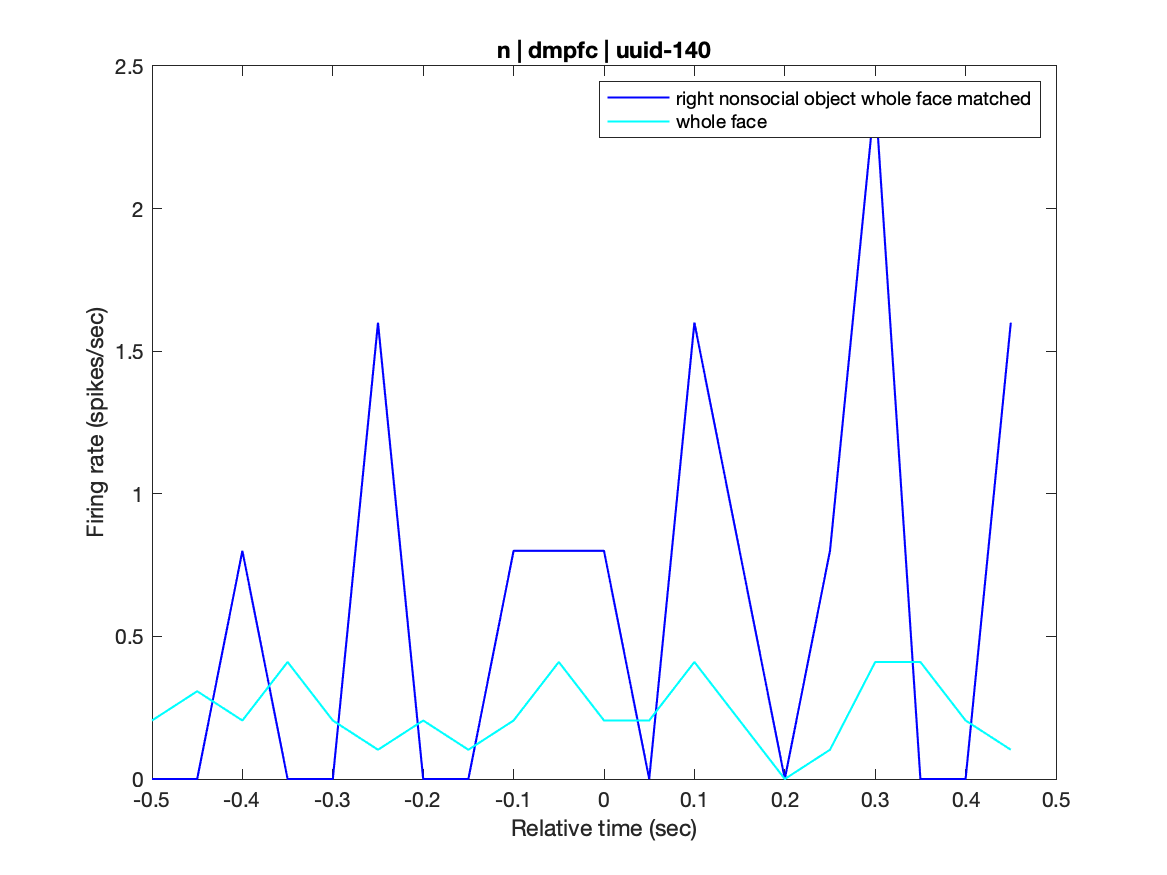 n | dmpfc | uuid-140
2.5
right nonsocial object whole face matched
whole face
2
1.5
1
0.5
0
Firing rate (spikes/sec)
-0.5 -0.4 -0.3 -0.2 -0.1 0 0.1 0.2 0.3 0.4 0.5
Relative time (sec)